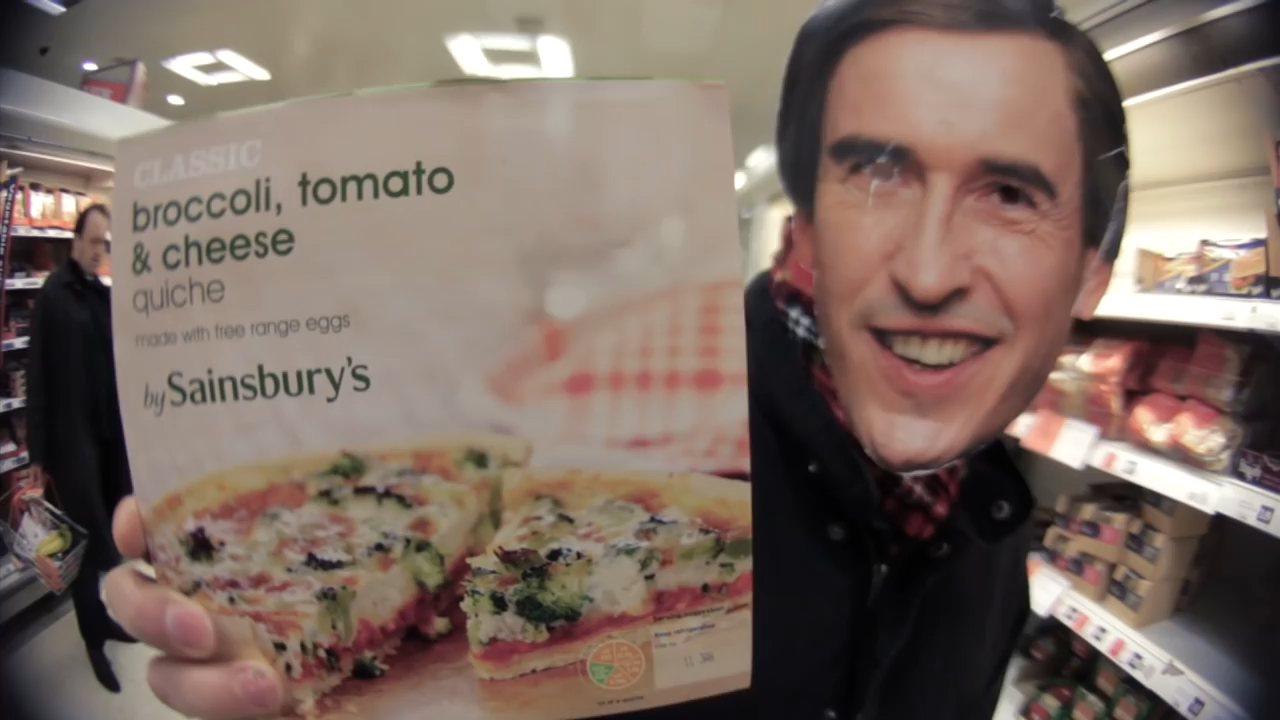 CLASSIC
broccoli, tomato
& cheese
quiche
made with free range eggs
by Sainsbury's